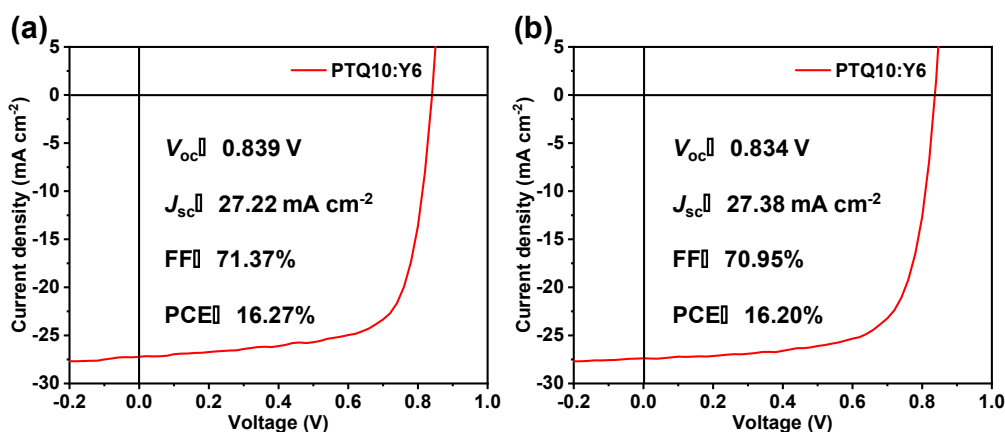 (a)
PTQ10:Y6
Voc 0.839 V
Jsc 27.22 mA cm-2
FF 71.37%
PCE 16.27%
Current density (mA cm-2)
5
0
-5
-10
-15
-20
-25
-30
-0.2 0.0 0.2 0.4 0.6 0.8 1.0
Voltage (V)
(b)
PTQ10:Y6
Voc 0.834 V
Jsc 27.38 mA cm-2
FF 70.95%
PCE 16.20%
Current density (mA cm-2)
5
0
-5
-10
-15
-20
-25
-30
-0.2 0.0 0.2 0.4 0.6 0.8 1.0
Voltage (V)